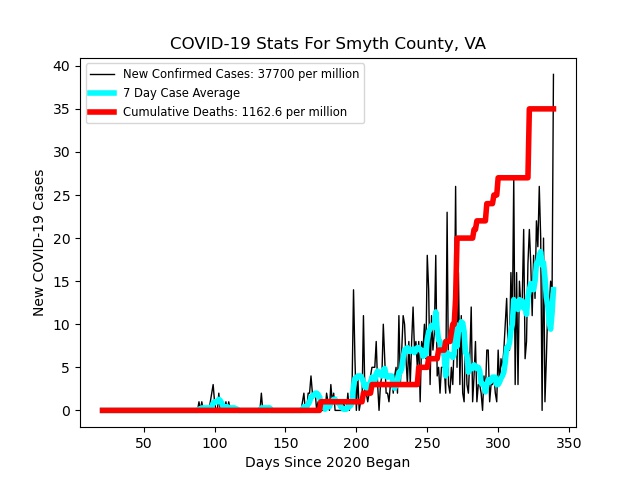 COVID-19 Stats For Smyth County, VA
New Confirmed Cases: 37700 per million
7 Day Case Average
Cumulative Deaths: 1162.6 per million
New COVID-19 Cases
40
35
30
25
20
15
10
5
0
50 100 150 200 250 300 350
Days Since 2020 Began